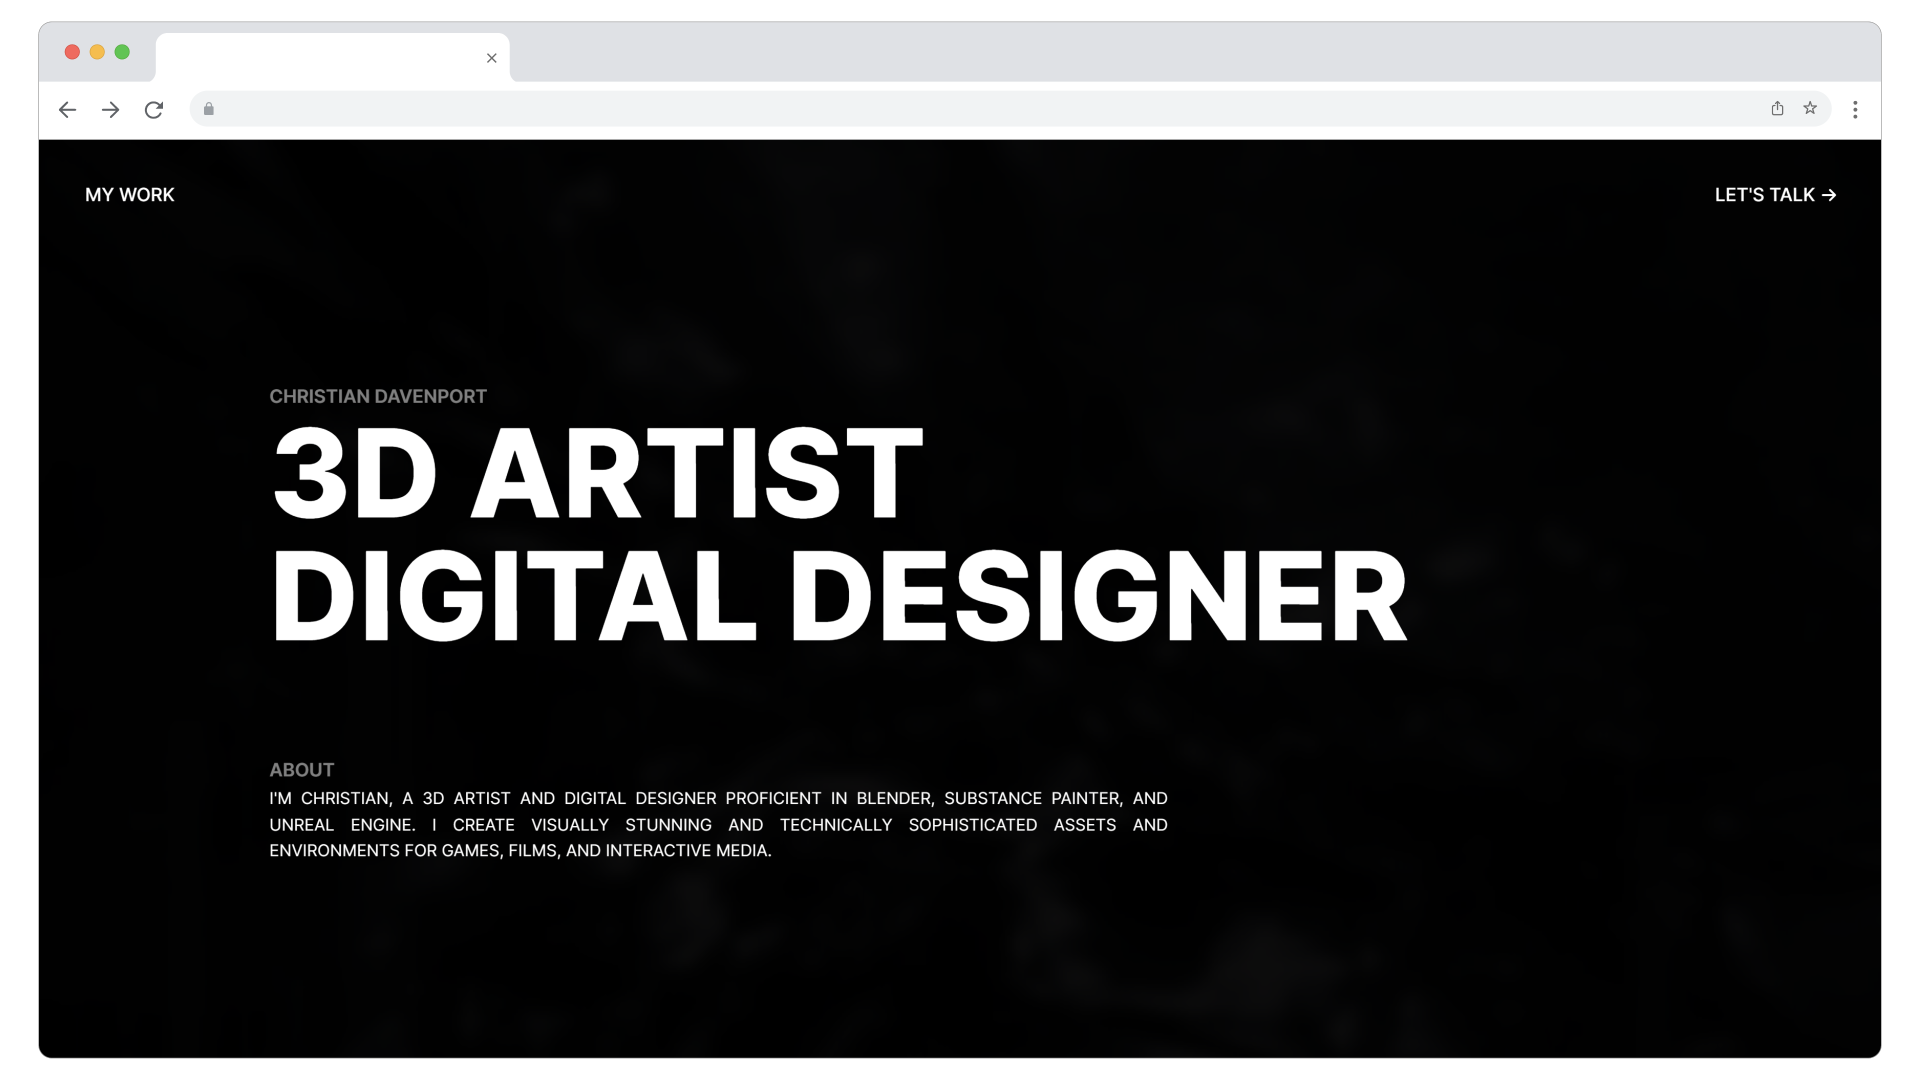 MY WORK
LET'S TALK →
CHRISTIAN DAVENPORT
3D ARTIST
DIGITAL DESIGNER
ABOUT
I'M CHRISTIAN, A 3D ARTIST AND DIGITAL DESIGNER PROFICIENT IN BLENDER, SUBSTANCE PAINTER, AND
UNREAL ENGINE. I CREATE VISUALLY STUNNING AND TECHNICALLY SOPHISTICATED ASSETS AND
ENVIRONMENTS FOR GAMES, FILMS, AND INTERACTIVE MEDIA.